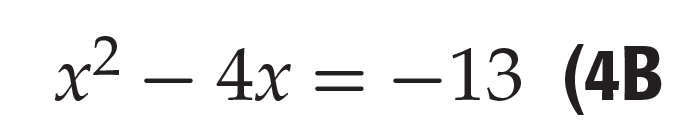 x² − 4x = −13 (4B